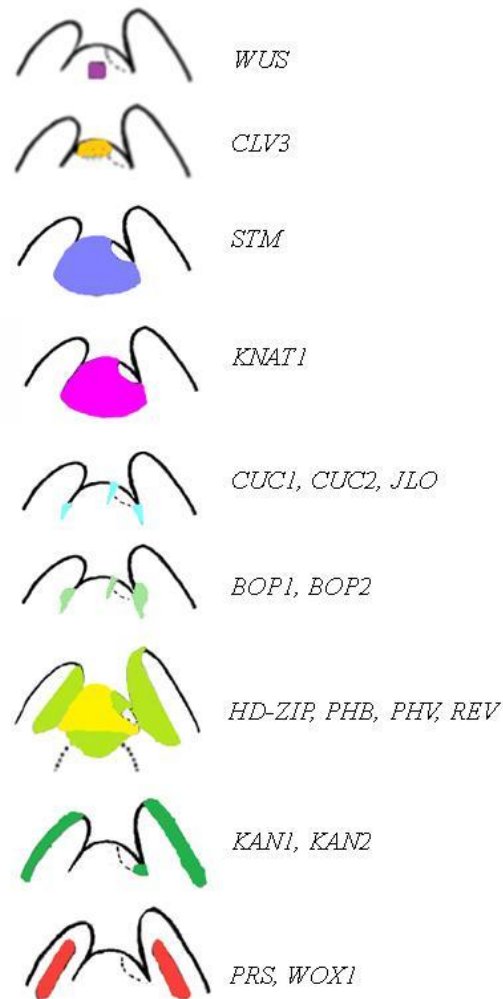 WUS
CLV3
STM
KNAT1
CUC1, CUC2, JLO
BOP1, BOP2
HD-ZIP, PHB, PHV, REV
KAN1, KAN2
PRS, WOX1